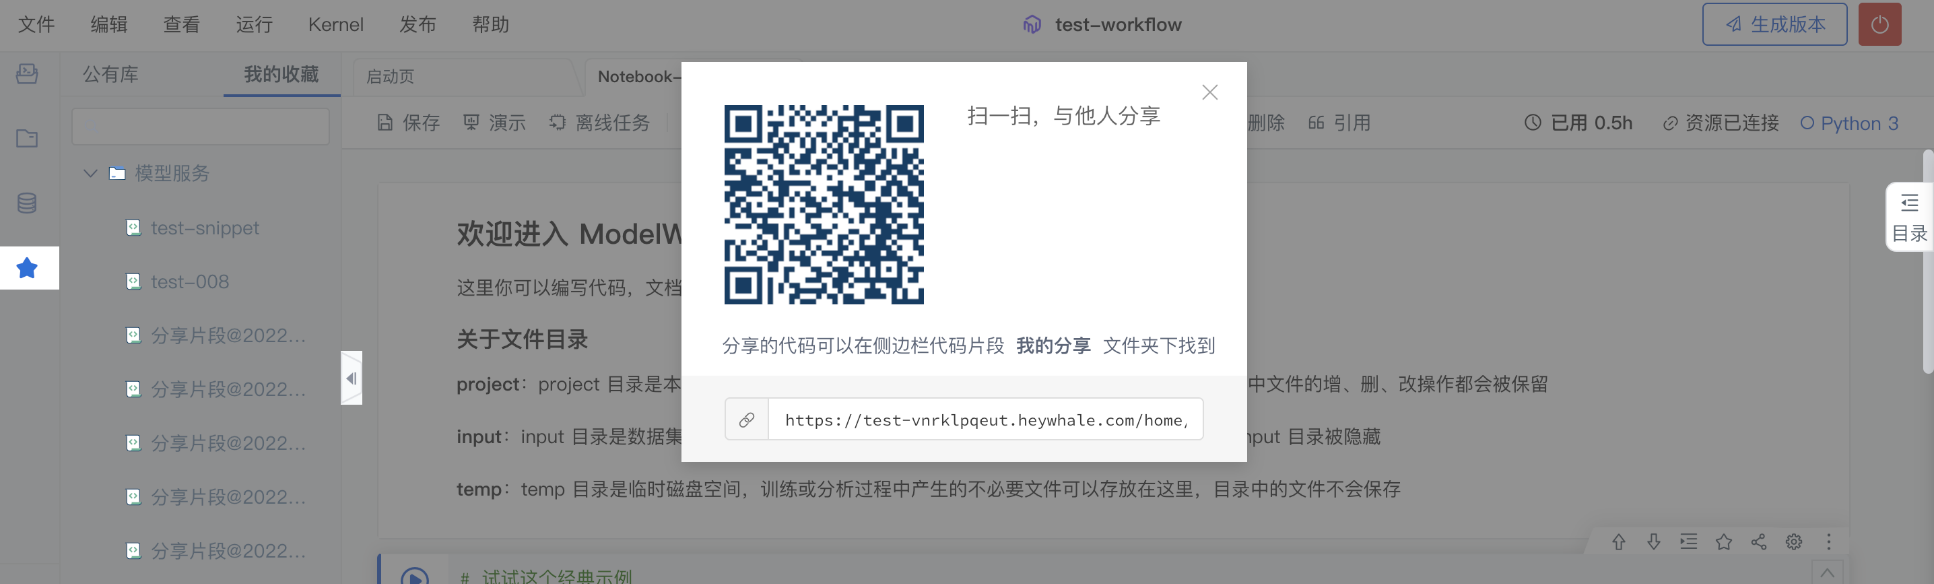 文件 编辑 查看 运行 Kernel 发布 帮助 test-workflow 生成版本
公有库 我的收藏 启动页 Notebook-
保存 演示 离线任务 删除 引用 已用 0.5h 资源已连接 Python 3
模型服务
test-snippet
test-008
分享片段@2022...
分享片段@2022...
分享片段@2022...
分享片段@2022...
分享片段@2022...
欢迎进入 ModelW
这里你可以编写代码，文档
关于文件目录
project：project 目录是本
中文件的增、删、改操作都会被保留
input：input 目录是数据集
put 目录被隐藏
temp：temp 目录是临时磁盘空间，训练或分析过程中产生的不必要文件可以存放在这里，目录中的文件不会保存
# 试试这个经典示例
扫一扫，与他人分享
分享的代码可以在侧边栏代码片段 我的分享 文件夹下找到
https://test-vnrklpqeut.heywhale.com/home/
目录